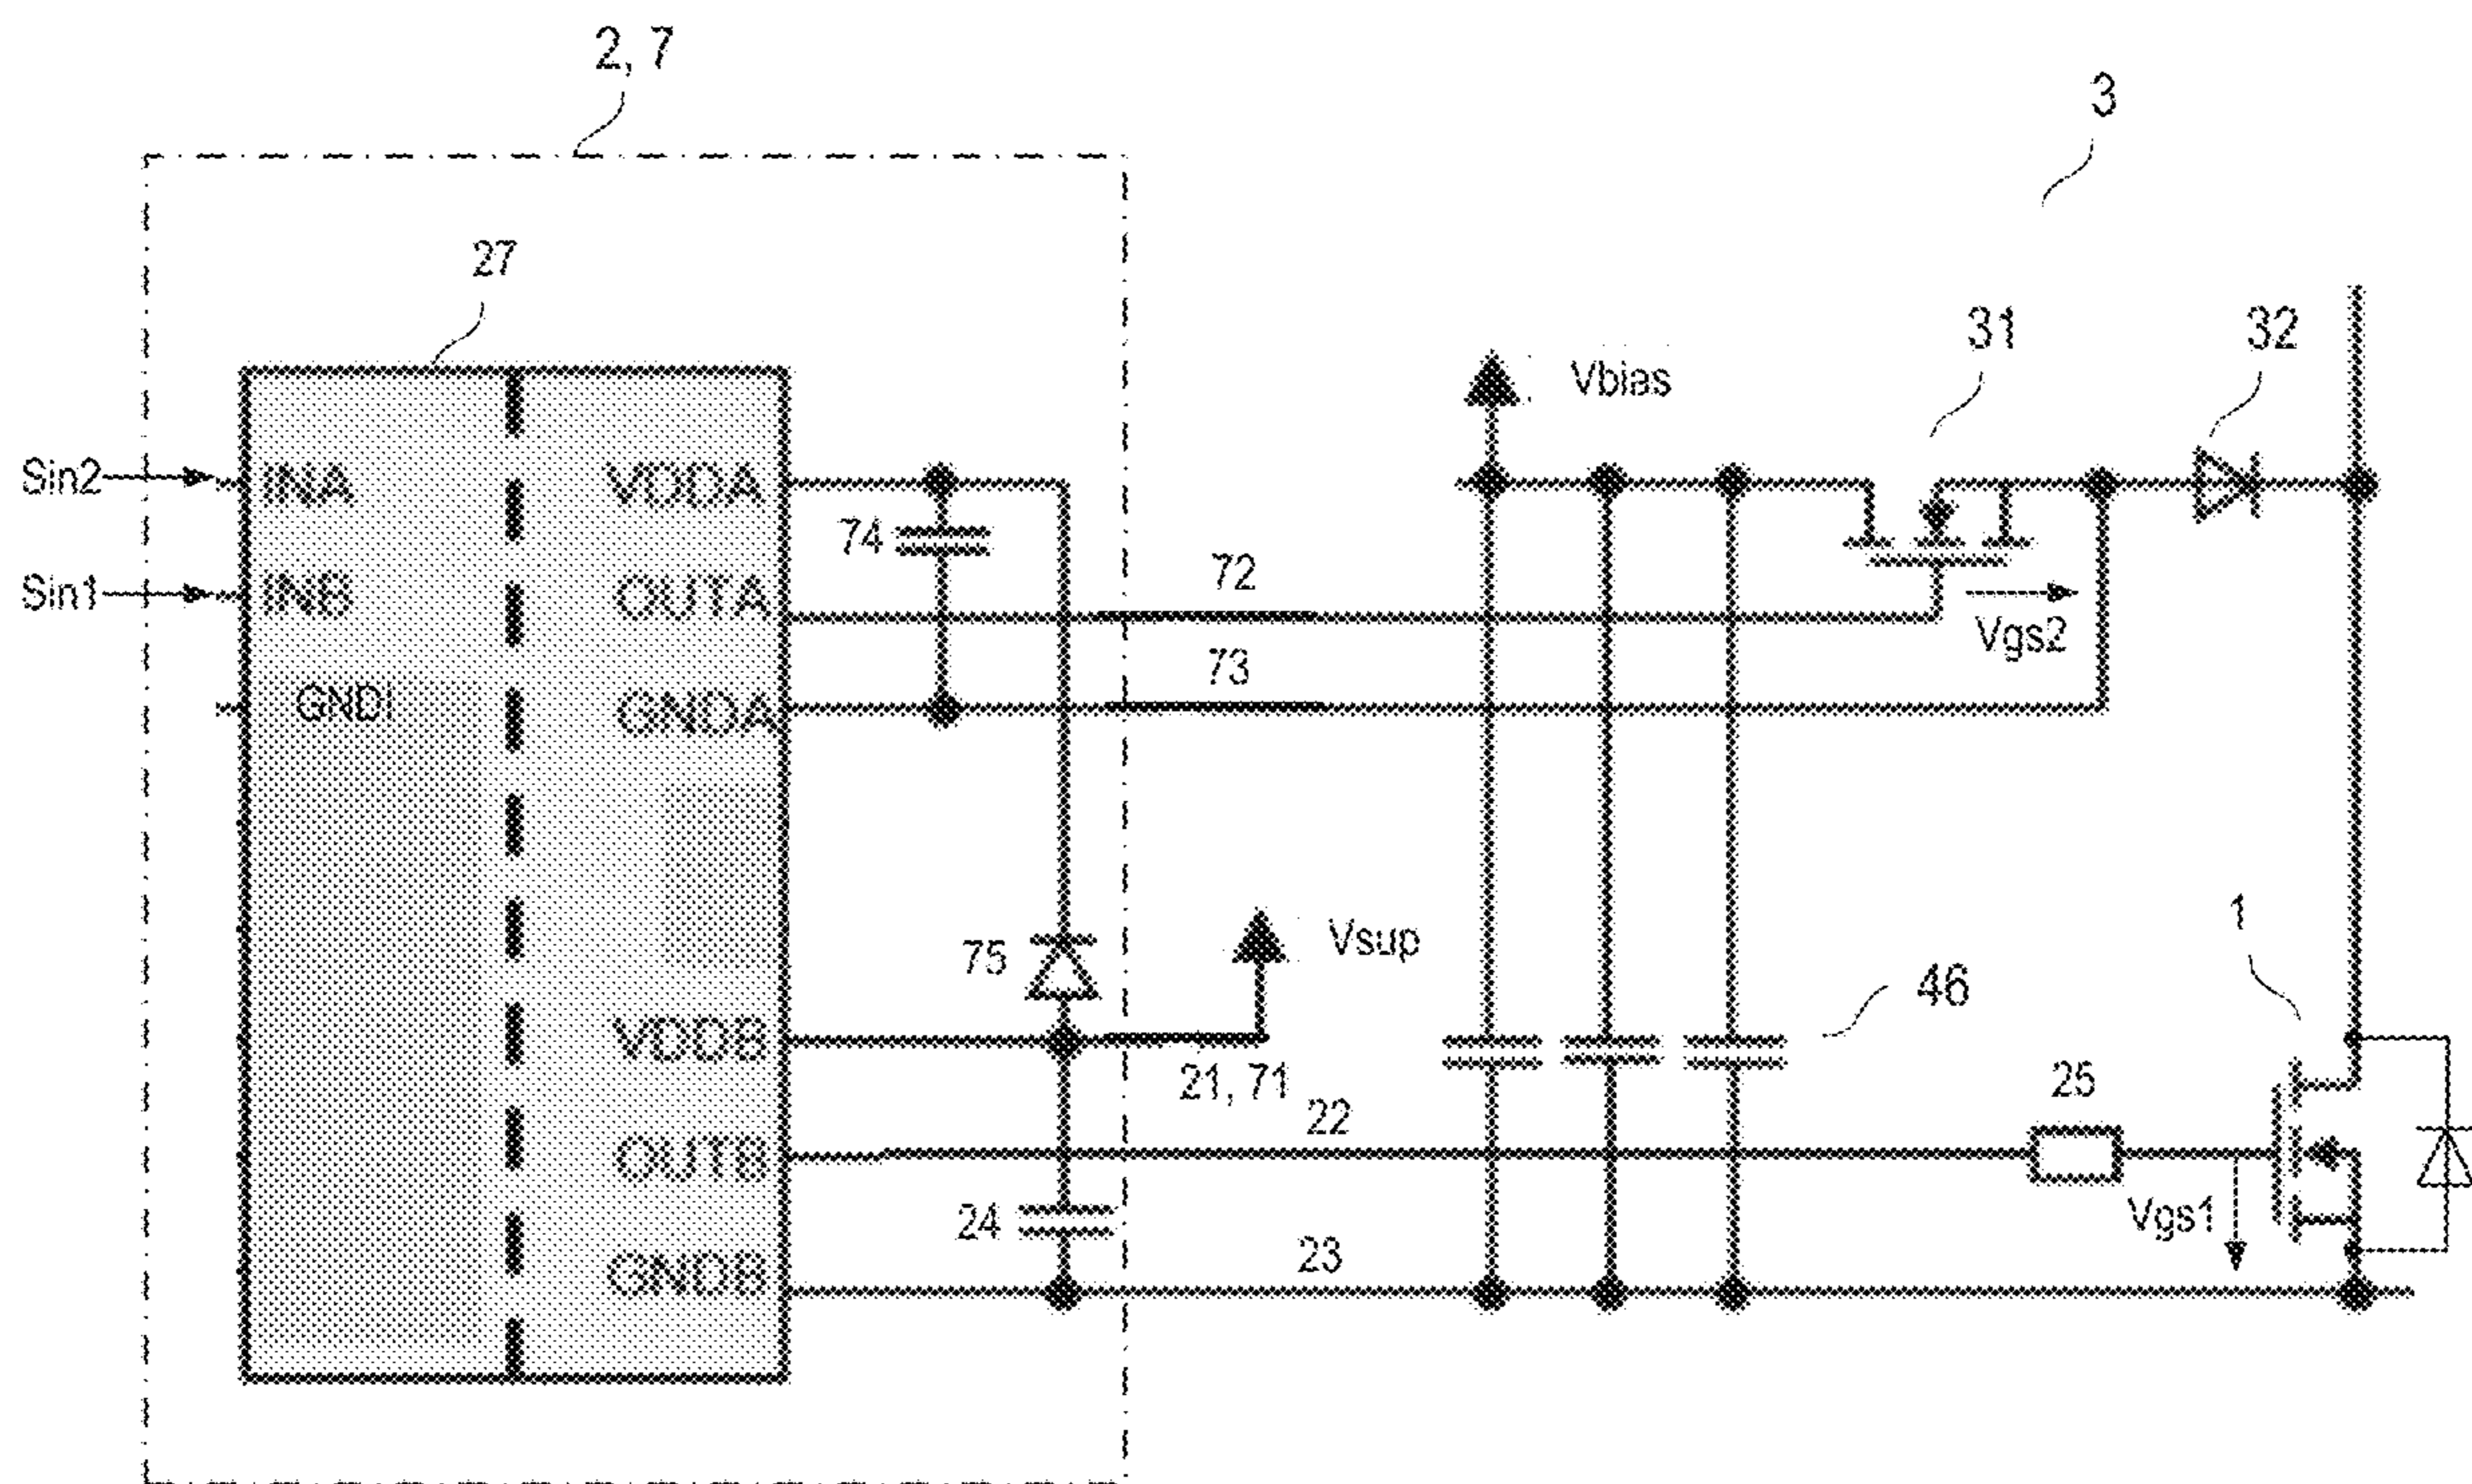 2, 7
3
27
31
32
Vbias
Sin2
INA
VDDA
74
72
OUTA
Sin1
INB
Vgs2
73
GNDI
GNDA
1
Vsup
75
46
VDDB
21, 71
25
22
OUTB
Vgs1
24
23
GNDB